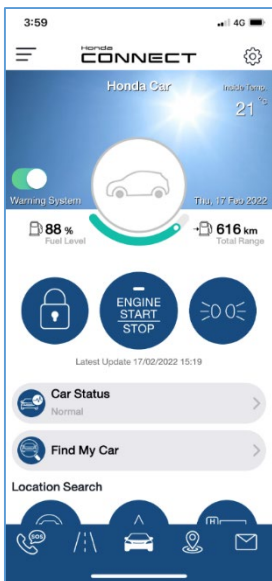 3:59
4G
Honda
CONNECT
Honda Car
Inside Temp.
21 °C
Warning System
Thu, 17 Feb 2022
88 %
Fuel Level
616 km
Total Range
ENGINE
START
STOP
Latest Update 17/02/2022 15:19
Car Status
Normal
Find My Car
Location Search
H
SOS